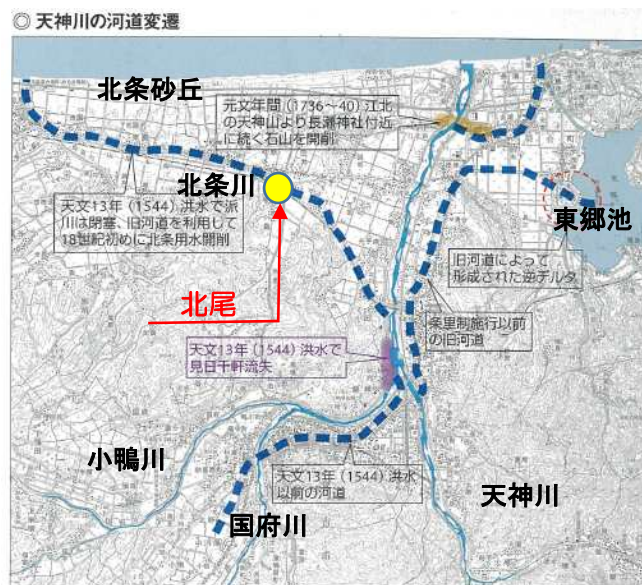 ◎ 天神川の河道変遷
北条砂丘
元文年間（1736～40）江北
の天神山より長瀬神社付近
に続く石山を開削
北条川
天文13年（1544）洪水で派
川は閉塞、旧河道を利用して
18世紀初めに北条用水開削
東郷池
旧河道によって
形成された逆デルタ
北尾
条里制施行以前
の旧河道
天文13年（1544）洪水で
見日千軒流失
小鴨川
天文13年（1544）洪水
以前の河道
天神川
国府川